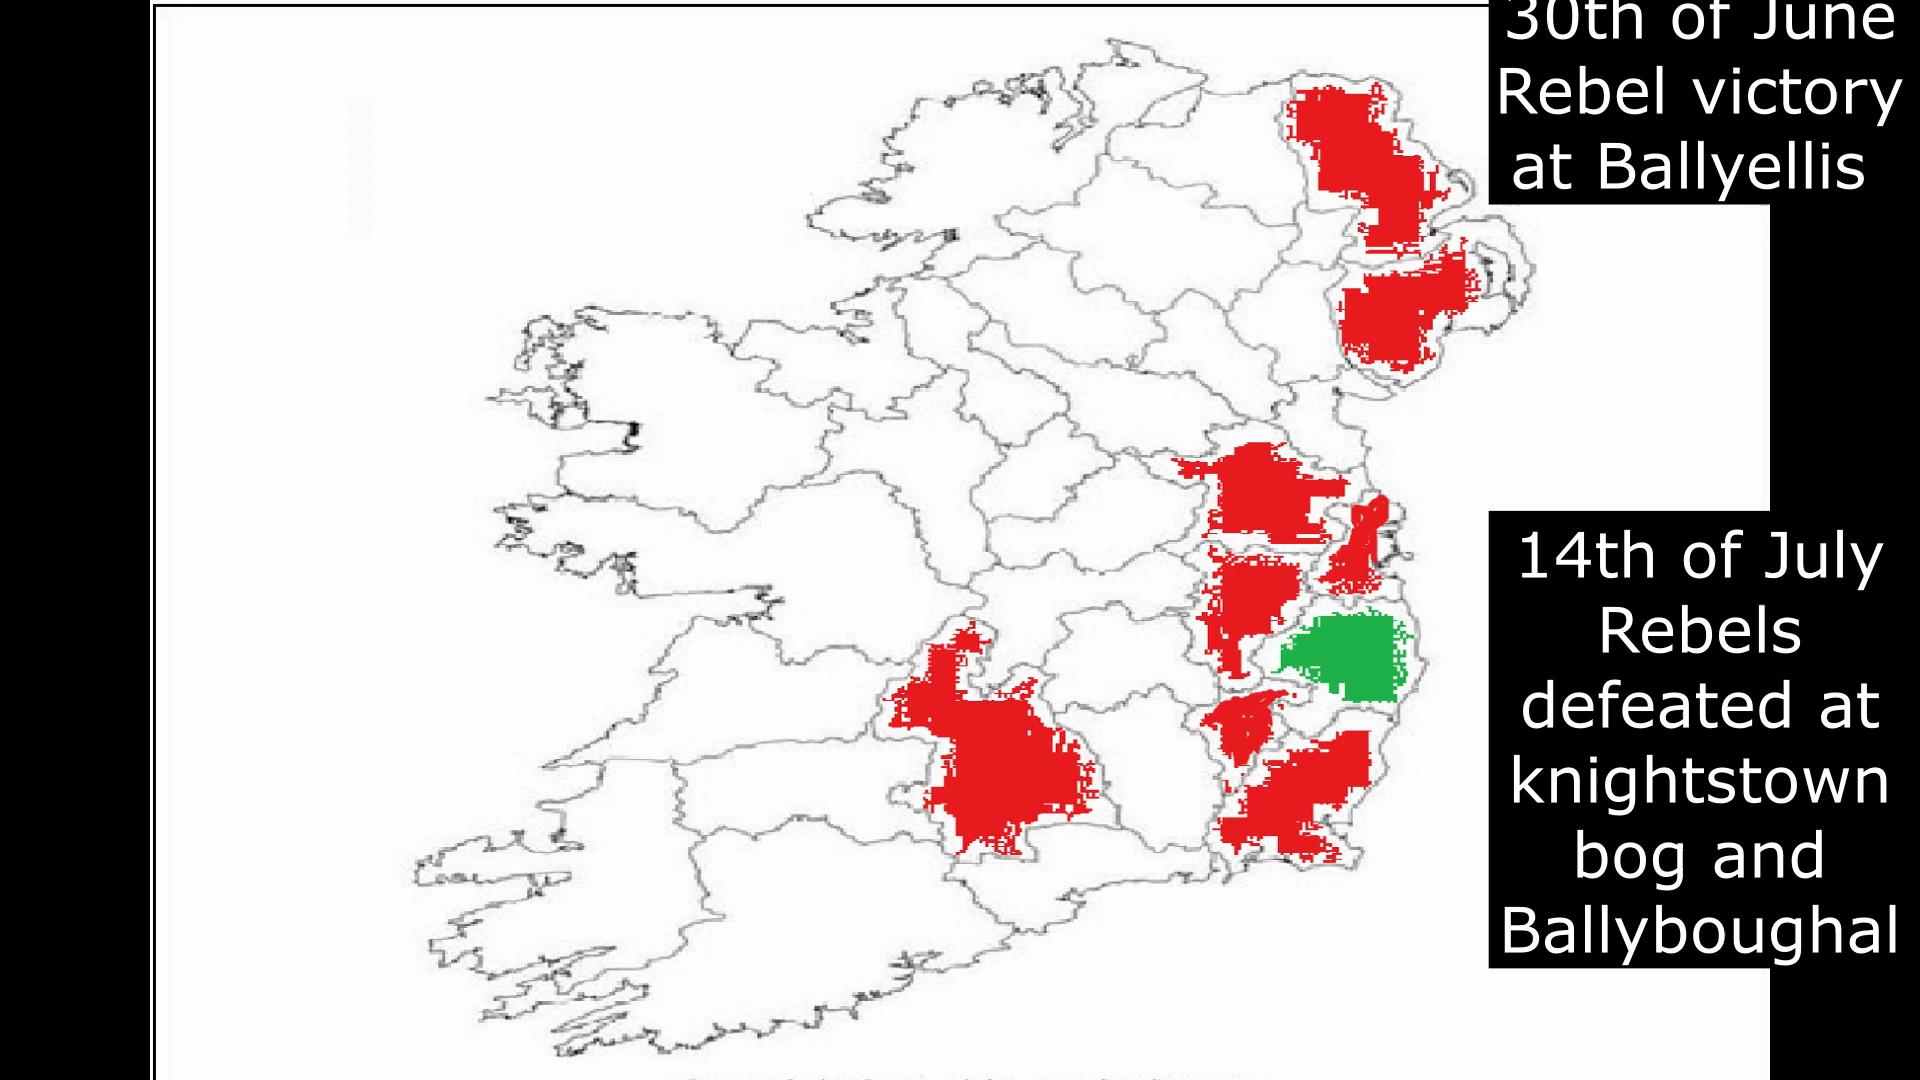 30th of June
Rebel victory
at Ballyellis
14th of July
Rebels
defeated at
knightstown
bog and
Ballyboughal